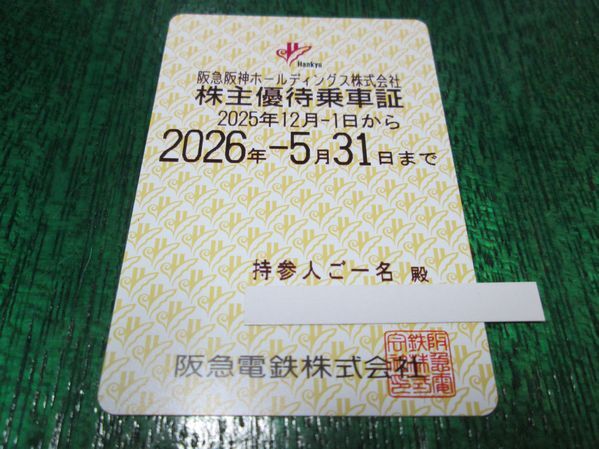 Hankyu
阪急阪神ホールディングス株式会社
株主優待乗車証
2025年12月-1日から
2026年-5月31日まで
持参人ご一名 殿
阪急電鉄株式会社